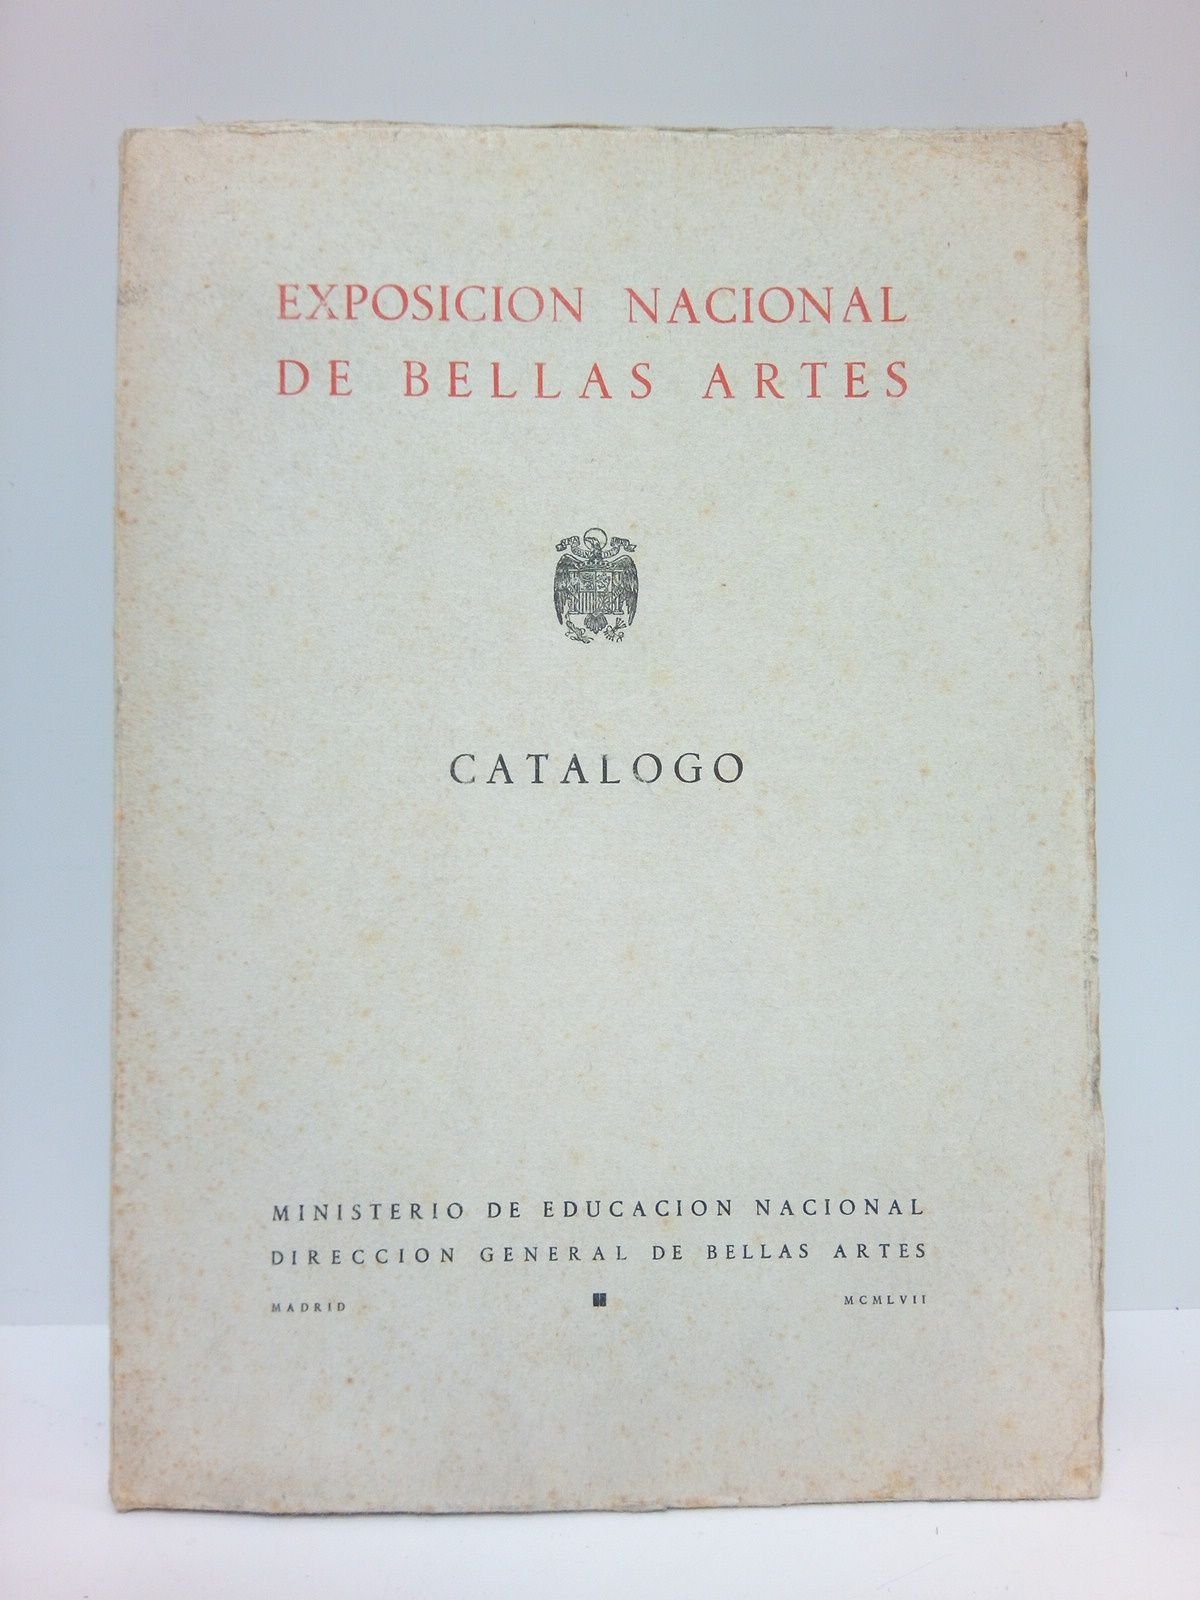 EXPOSICION NACIONAL
DE BELLAS ARTES
CATALOGO
MINISTERIO DE EDUCACION NACIONAL
DIRECCION GENERAL DE BELLAS ARTES
MADRID MCMLVII